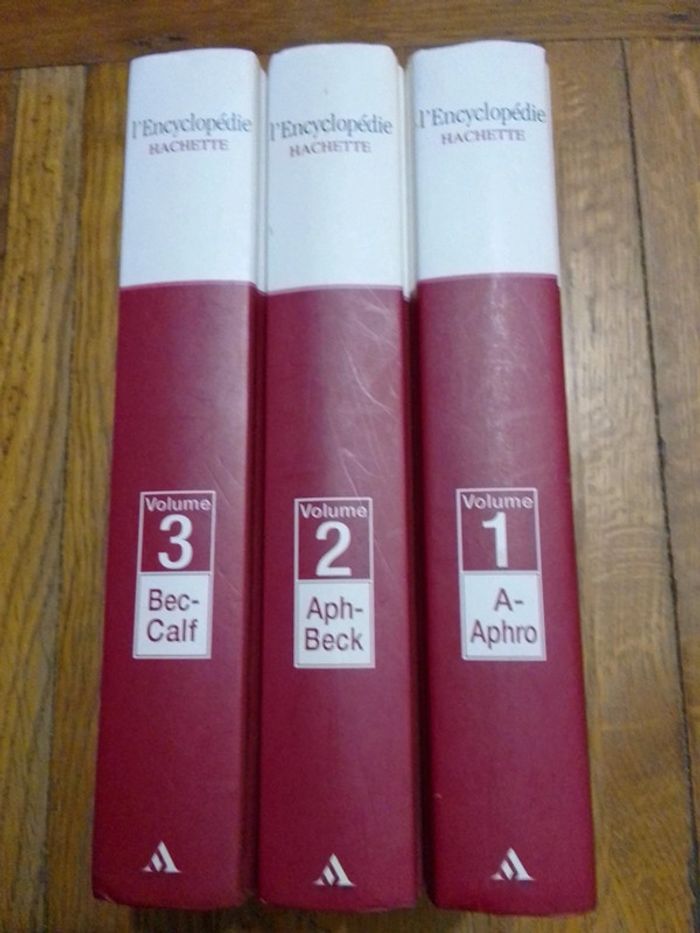 l'Encyclopédie
HACHETTE
Volume
3
Bec-
Calf
l'Encyclopédie
HACHETTE
Volume
2
Aph-
Beck
l'Encyclopédie
HACHETTE
Volume
1
A-
Aphro